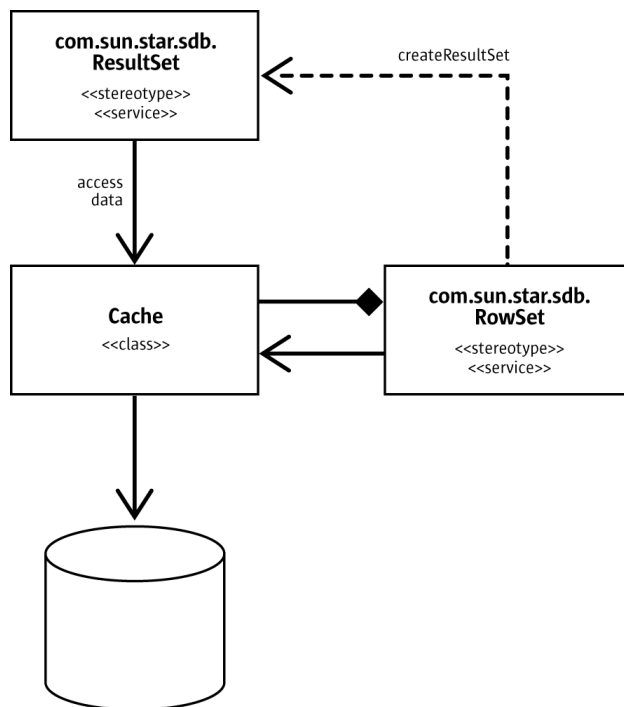 com.sun.star.sdb.
ResultSet
<<stereotype>>
<<service>>
createResultSet
access
data
Cache
<<class>>
com.sun.star.sdb.
RowSet
<<stereotype>>
<<service>>